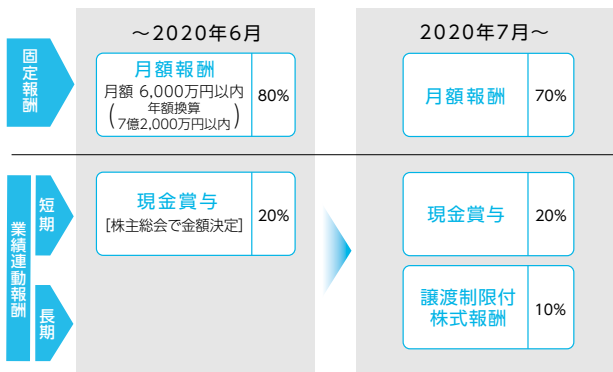 ～2020年6月
2020年7月～
固定報酬
月額報酬
月額 6,000万円以内
(年額換算
7億2,000万円以内)
80%
月額報酬
70%
業績連動報酬
短期
現金賞与
[株主総会で金額決定]
20%
現金賞与
20%
長期
譲渡制限付
株式報酬
10%